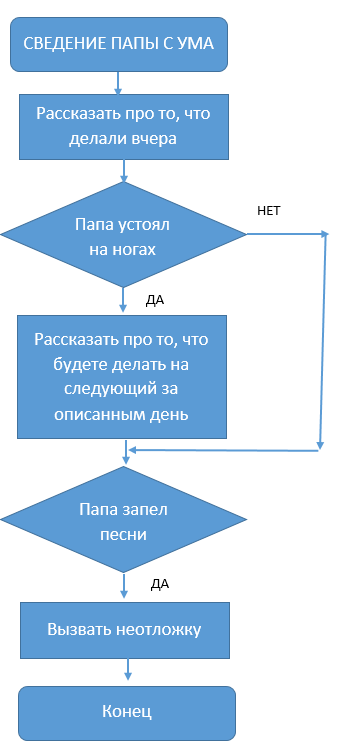 СВЕДЕНИЕ ПАПЫ С УМА
Рассказать про то, что
делали вчера
Папа устоял
на ногах
НЕТ
ДА
Рассказать про то, что
будете делать на
следующий за
описанным день
Папа запел
песни
ДА
Вызвать неотложку
Конец